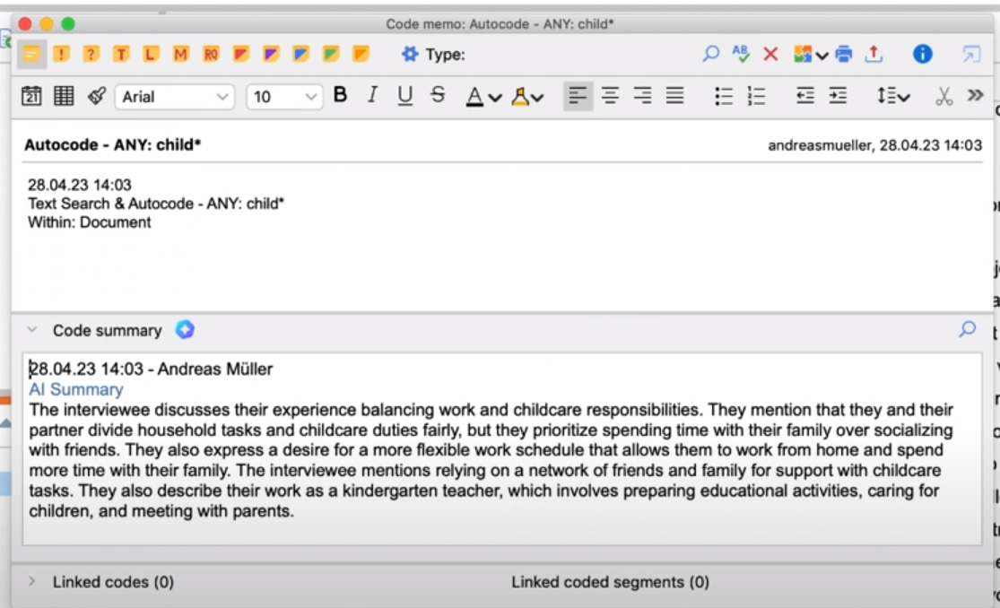 Code memo: Autocode - ANY: child*
! ? T L M RQ Type: AB
21 Arial 10 B I U S A
Autocode - ANY: child* andreasmueller, 28.04.23 14:03
28.04.23 14:03
Text Search & Autocode - ANY: child*
Within: Document
Code summary
28.04.23 14:03 - Andreas Müller
AI Summary
The interviewee discusses their experience balancing work and childcare responsibilities. They mention that they and their
partner divide household tasks and childcare duties fairly, but they prioritize spending time with their family over socializing
with friends. They also express a desire for a more flexible work schedule that allows them to work from home and spend
more time with their family. The interviewee mentions relying on a network of friends and family for support with childcare
tasks. They also describe their work as a kindergarten teacher, which involves preparing educational activities, caring for
children, and meeting with parents.
Linked codes (0) Linked coded segments (0)